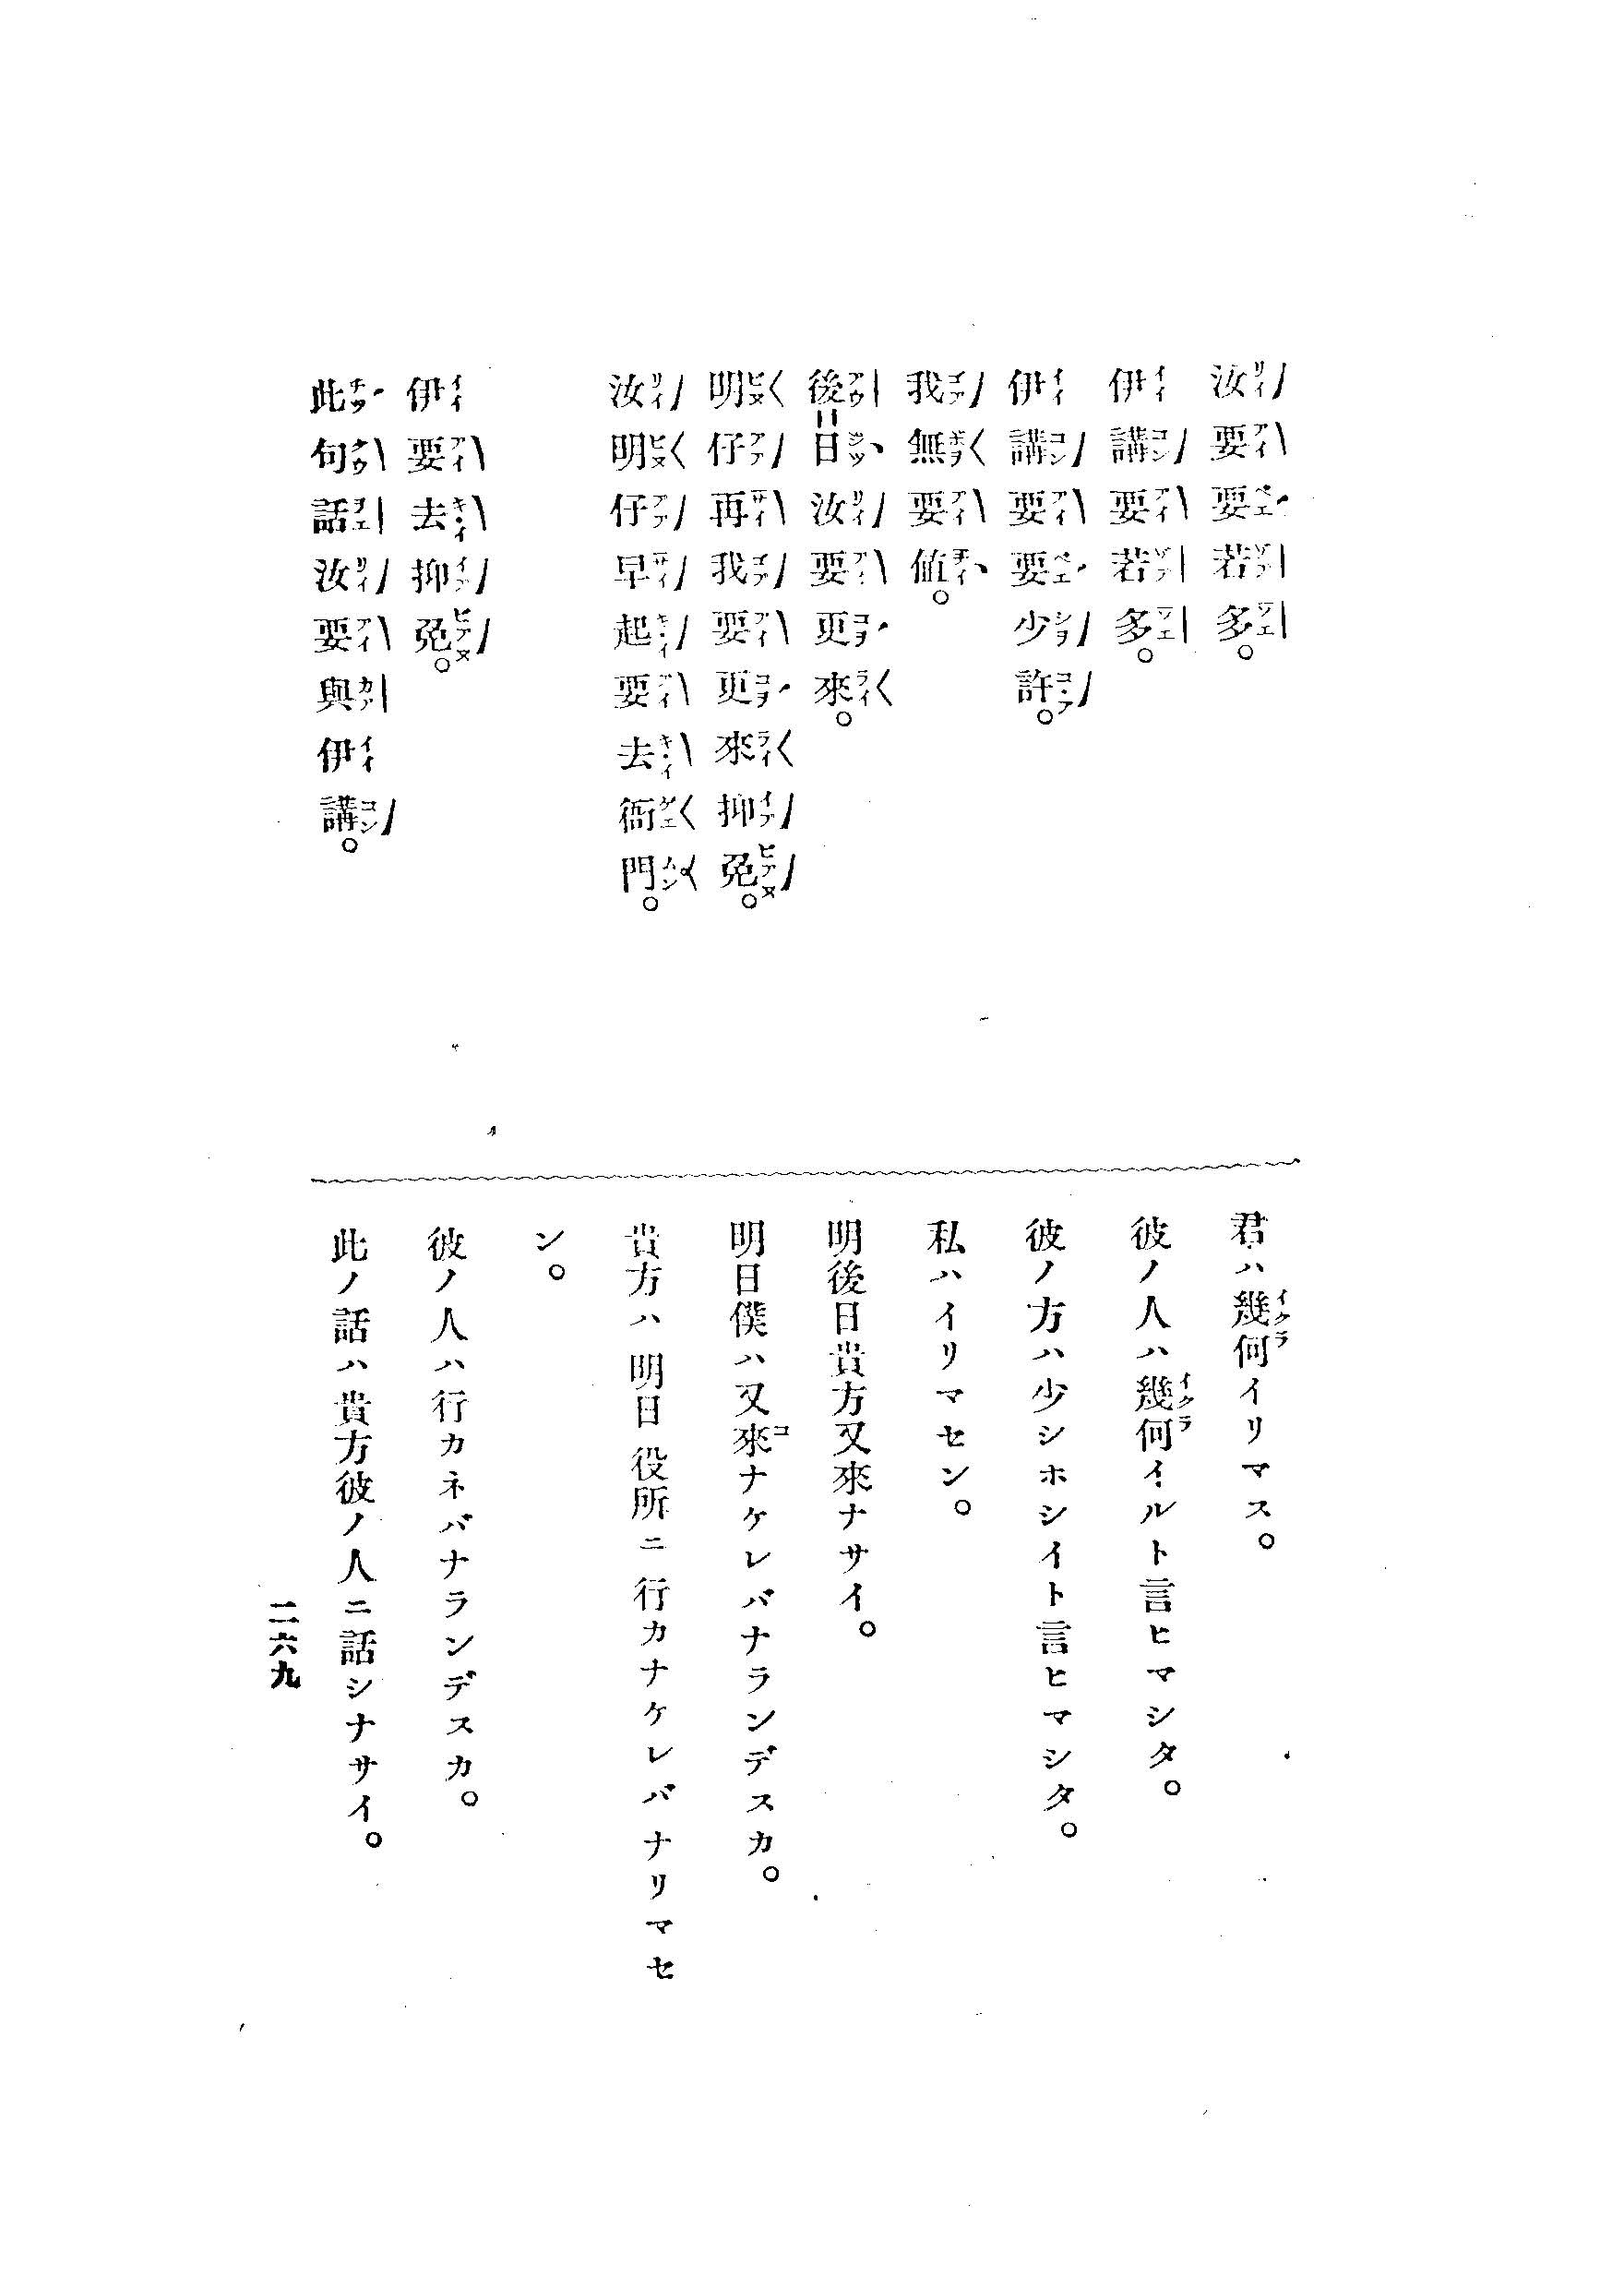 汝要要若多。
伊講要若多。
伊講要要少許。
我無要値。
後日汝要更來。
明仔再我要更來抑免。
汝明仔早起要去衙門。
伊要去抑免。
此句話汝要與伊講。
君ハ幾何イリマス。
彼ノ人ハ幾何イルト言ヒマシタ。
彼ノ方ハ少シホシイト言ヒマシタ。
私ハイリマセン。
明後日貴方又來ナサイ。
明日僕ハ又來ナケレバナランデスカ。
貴方ハ明日役所ニ行カナケレバナリマセ
ン。
彼ノ人ハ行カネバナランデスカ。
此ノ話ハ貴方彼ノ人ニ話シナサイ。
二六九